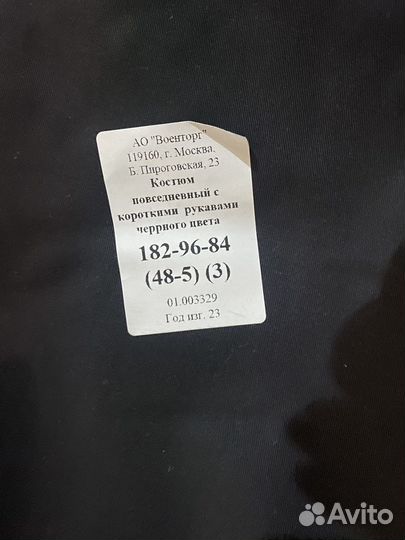 АО "Военторг"
119160, г. Москва.
Б. Пироговская, 23
Костюм
повседневный с
короткими рукавами
черрного цвета
182-96-84
(48-5) (3)
01.003329
Год изг. 23
Avito